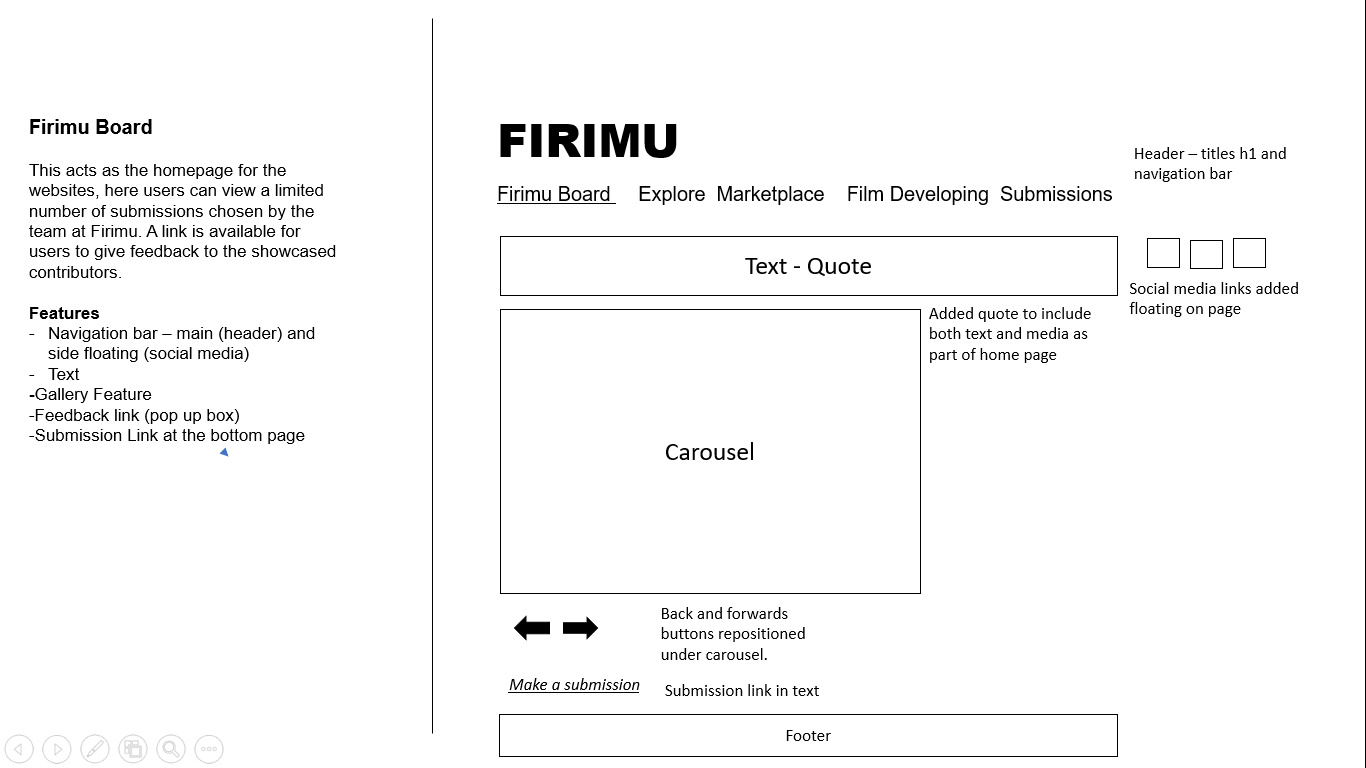 Firimu Board
This acts as the homepage for the
websites, here users can view a limited
number of submissions chosen by the
team at Firimu. A link is available for
users to give feedback to the showcased
contributors.
Features
- Navigation bar – main (header) and
side floating (social media)
- Text
-Gallery Feature
-Feedback link (pop up box)
-Submission Link at the bottom page
FIRIMU
Header – titles h1 and
navigation bar
Firimu Board Explore Marketplace Film Developing Submissions
Text - Quote
Social media links added
floating on page
Added quote to include
both text and media as
part of home page
Carousel
Back and forwards
buttons repositioned
under carousel.
Make a submission
Submission link in text
Footer